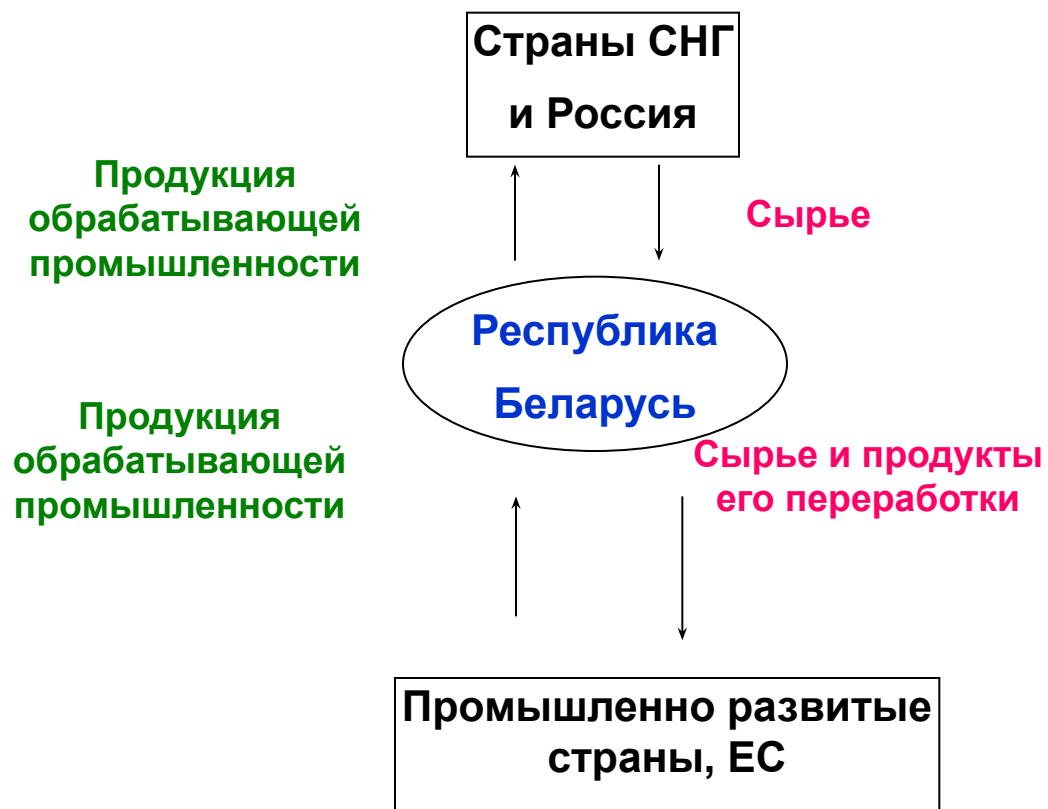 Страны СНГ
и Россия
Продукция
обрабатывающей
промышленности
Сырье
Республика
Беларусь
Продукция
обрабатывающей
промышленности
Сырье и продукты
его переработки
Промышленно развитые
страны, ЕС